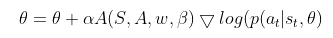 θ = θ + αA(S, A, w, β) ▽ log(p(a_t|s_t, θ)